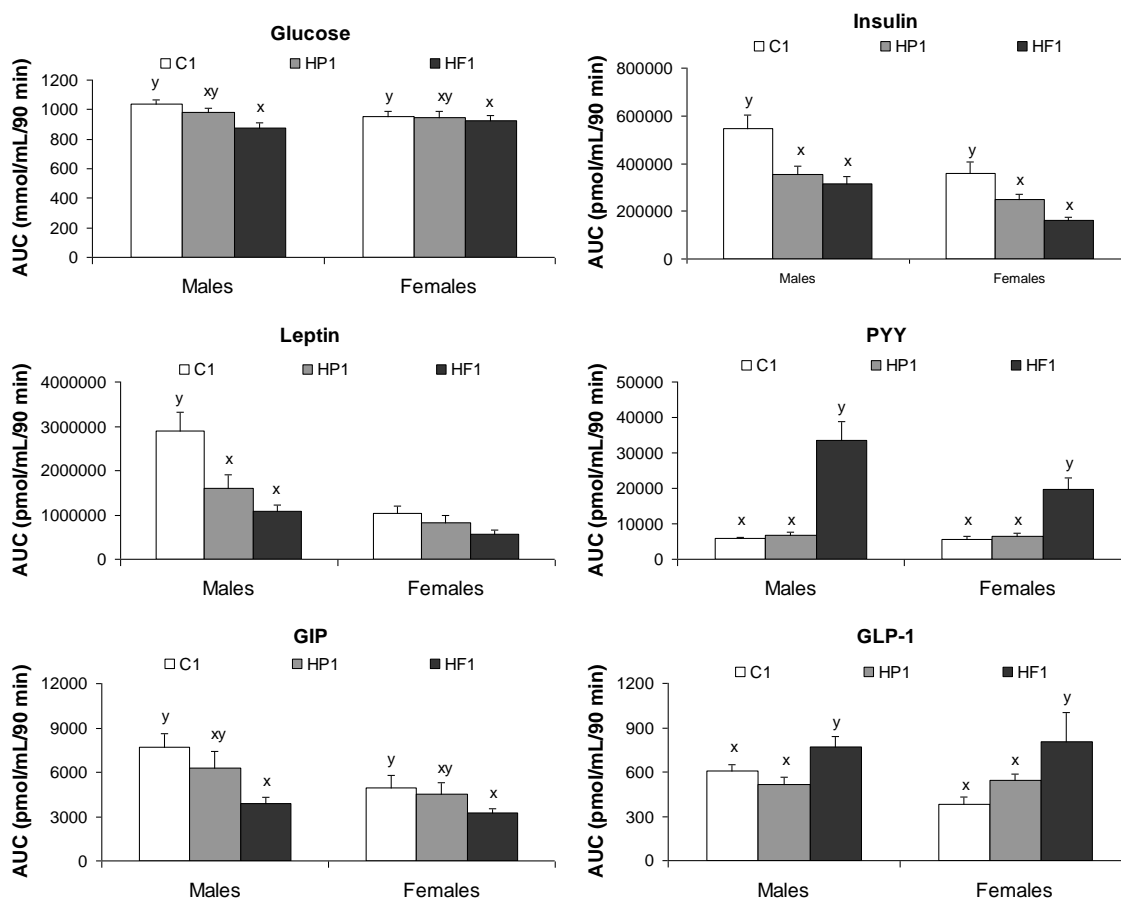 Glucose
C1 HP1 HF1
AUC (mmol/mL/90 min)
1200
1000
800
600
400
200
0
y xy x y xy x
Males Females
Insulin
C1 HP1 HF1
AUC (pmol/mL/90 min)
800000
600000
400000
200000
0
y x x y x x
Males Females
Leptin
C1 HP1 HF1
AUC (pmol/mL/90 min)
4000000
3000000
2000000
1000000
0
y x x
Males Females
PYY
C1 HP1 HF1
AUC (pmol/mL/90 min)
50000
40000
30000
20000
10000
0
x x y x x y
Males Females
GIP
C1 HP1 HF1
AUC (pmol/mL/90 min)
12000
9000
6000
3000
0
y xy x y xy x
Males Females
GLP-1
C1 HP1 HF1
AUC (pmol/mL/90 min)
1200
900
600
300
0
x x y x x y
Males Females